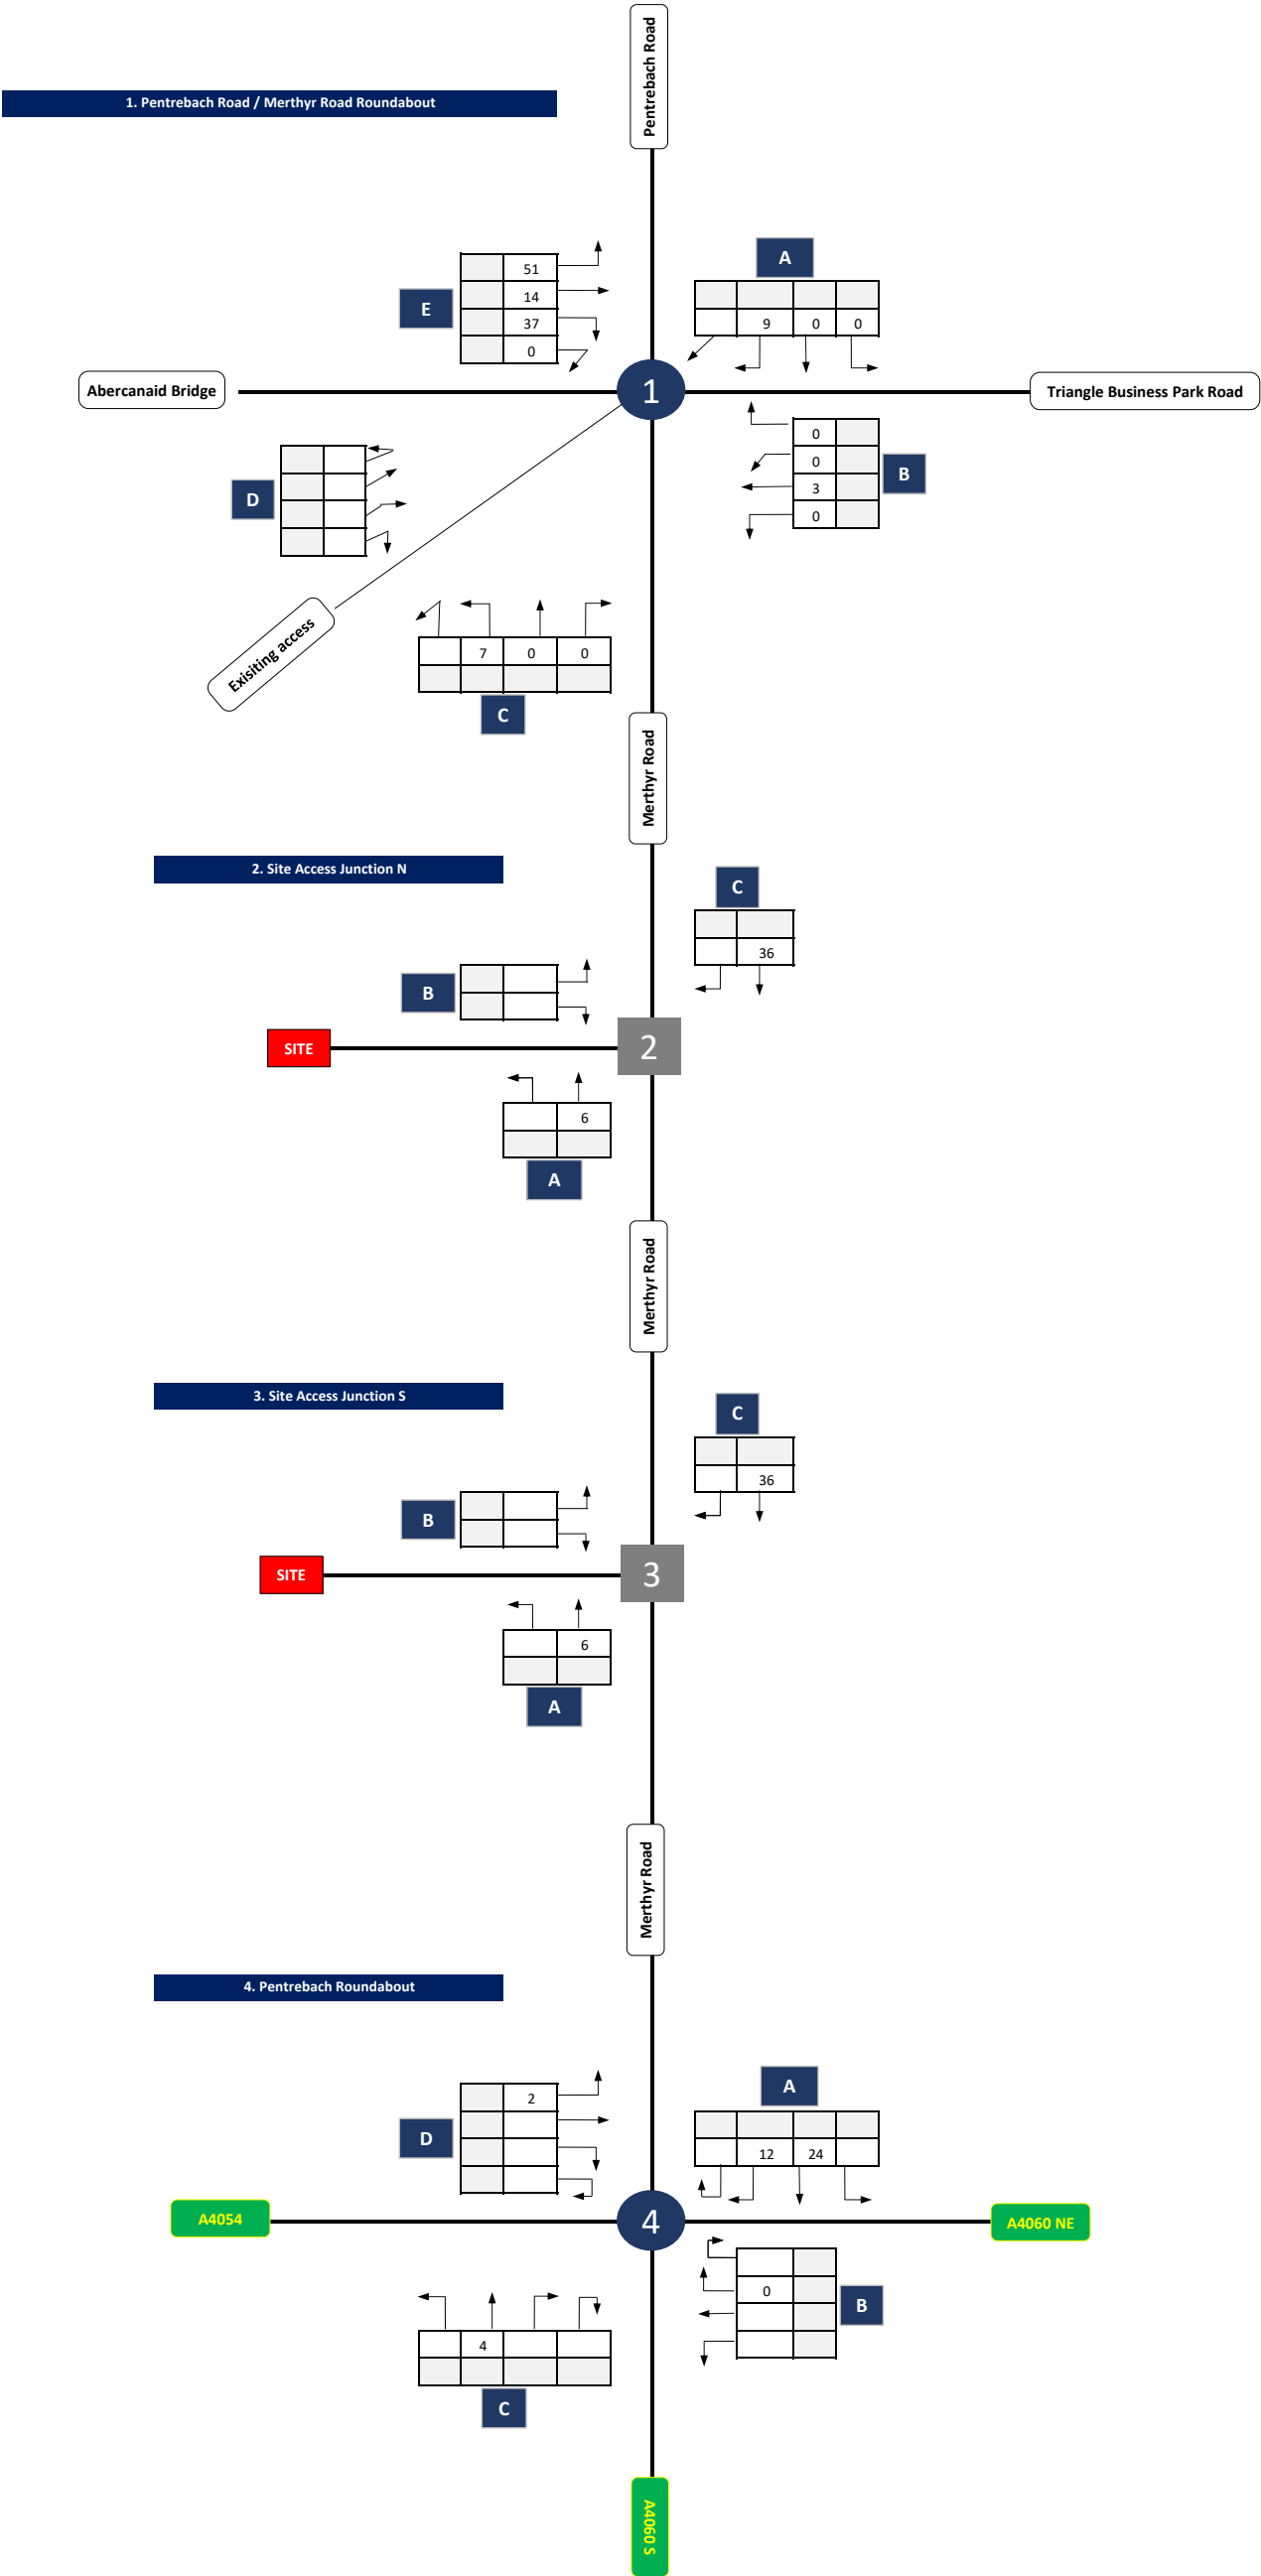 Pentrebach Road
1. Pentrebach Road / Merthyr Road Roundabout
A
51
14
37
0
E
9 0 0
Abercanaid Bridge
1
Triangle Business Park Road
0
0
3
0
B
D
Exisiting access
7 0 0
C
Merthyr Road
2. Site Access Junction N
C
36
B
SITE
2
6
A
Merthyr Road
3. Site Access Junction S
C
36
B
SITE
3
6
A
Merthyr Road
4. Pentrebach Roundabout
A
2
D
12 24
A4054
4
A4060 NE
0
B
4
C
A4060 S